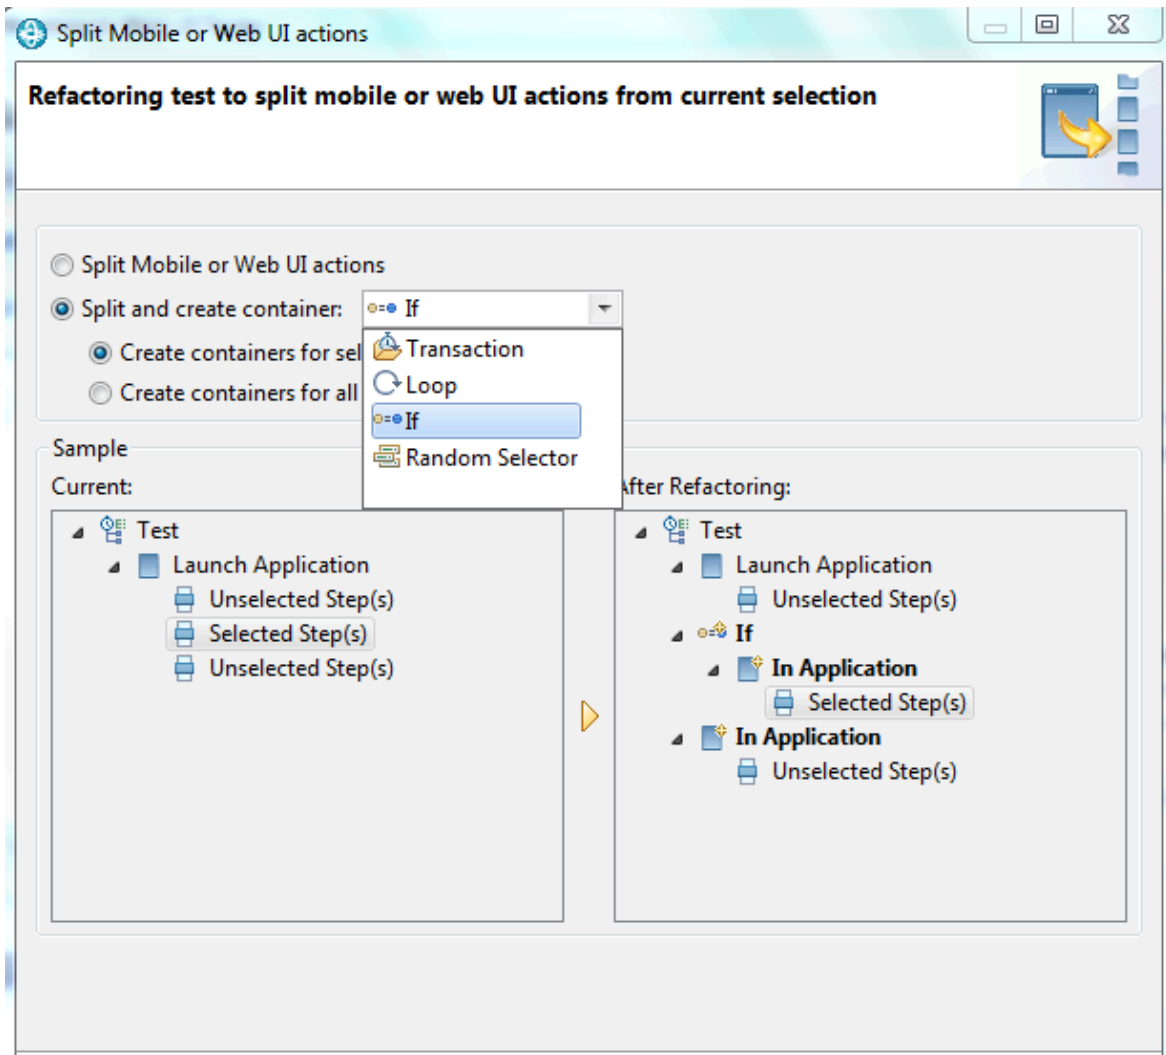 Split Mobile or Web UI actions
Refactoring test to split mobile or web UI actions from current selection
Split Mobile or Web UI actions
Split and create container: If
Transaction
Create containers for sel
Loop
Create containers for all
If
Random Selector
Sample
Current:
Test
Launch Application
Unselected Step(s)
Selected Step(s)
Unselected Step(s)
After Refactoring:
Test
Launch Application
Unselected Step(s)
If
In Application
Selected Step(s)
In Application
Unselected Step(s)